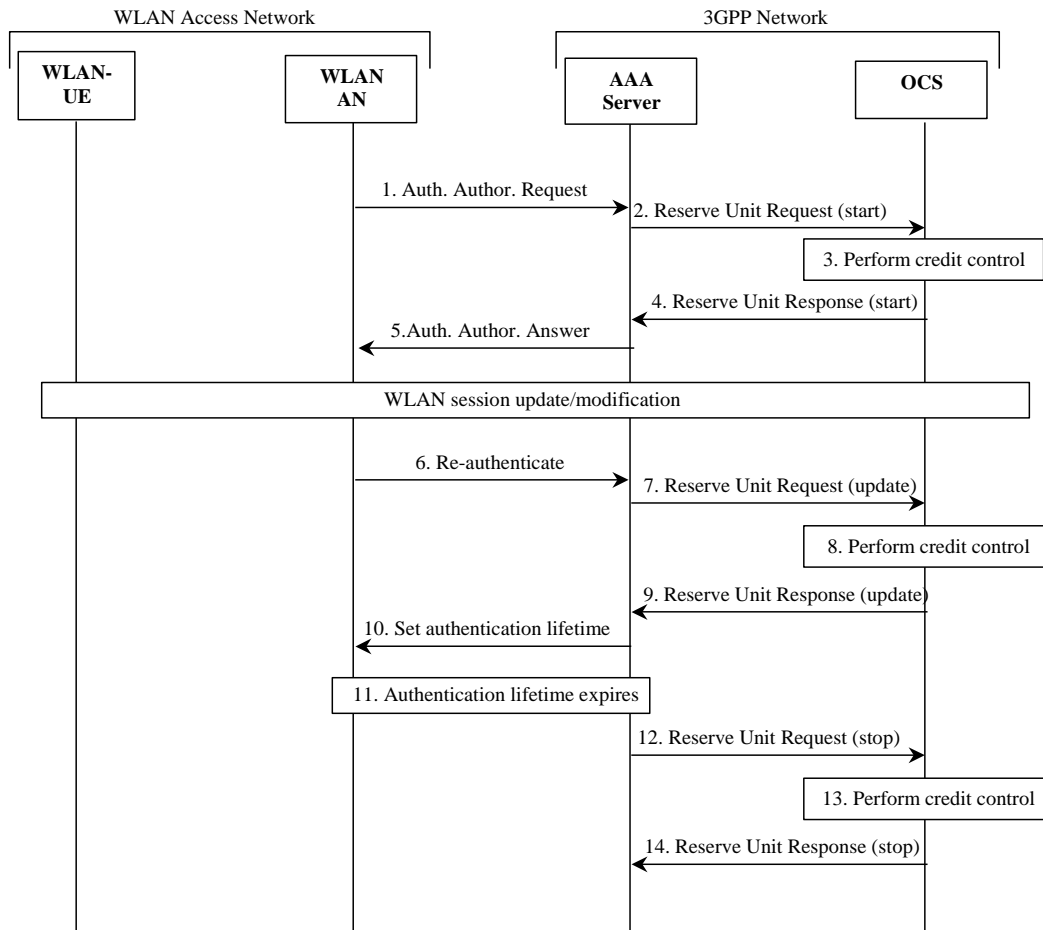 WLAN Access Network
3GPP Network
WLAN-
UE
WLAN
AN
AAA
Server
OCS
1. Auth. Author. Request
2. Reserve Unit Request (start)
3. Perform credit control
4. Reserve Unit Response (start)
5.Auth. Author. Answer
WLAN session update/modification
6. Re-authenticate
7. Reserve Unit Request (update)
8. Perform credit control
9. Reserve Unit Response (update)
10. Set authentication lifetime
11. Authentication lifetime expires
12. Reserve Unit Request (stop)
13. Perform credit control
14. Reserve Unit Response (stop)